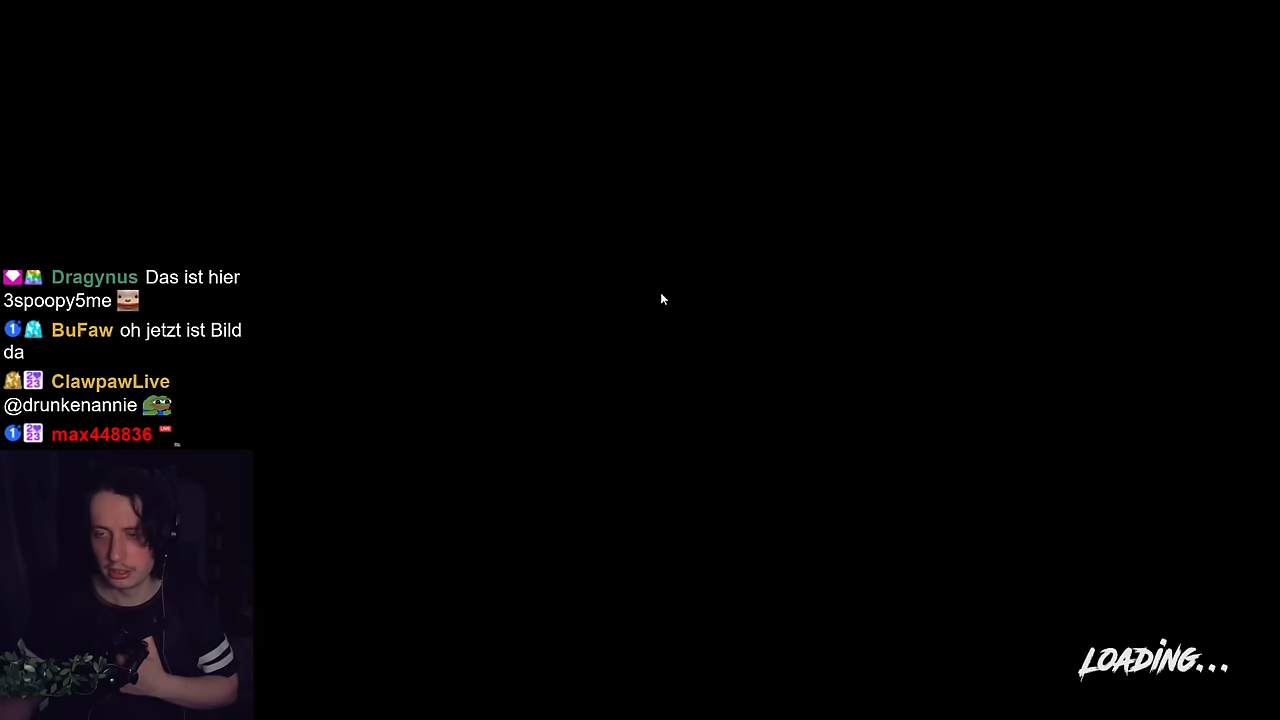 Dragynus Das ist hier
3spoopy5me
BuFaw oh jetzt ist Bild
da
ClawpawLive
@drunkenannie
max448836
LOADING...